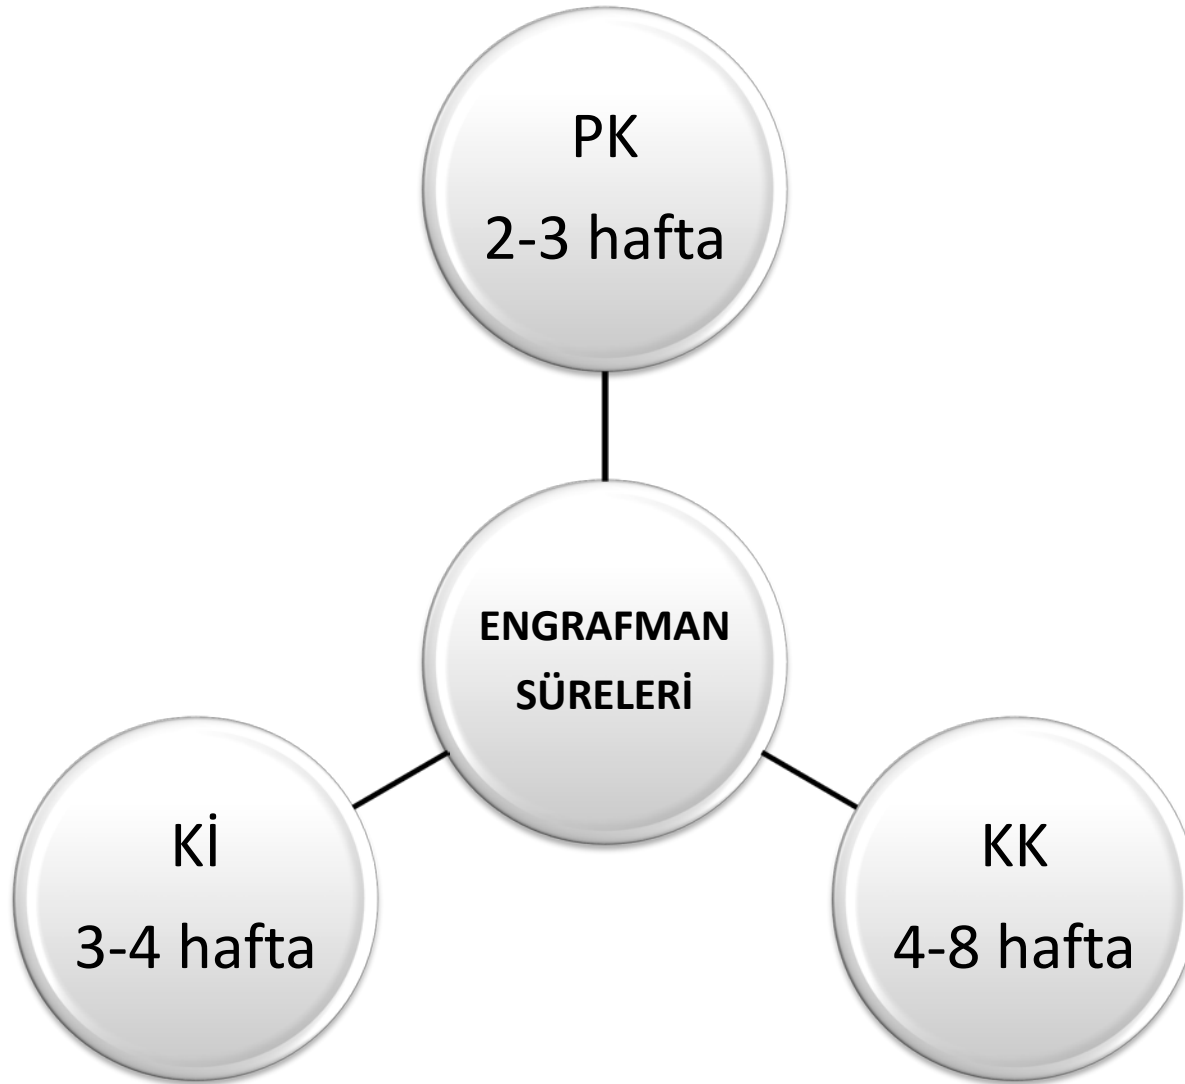 PK
2-3 hafta
ENGRAFMAN
SÜRELERİ
Kİ
3-4 hafta
KK
4-8 hafta